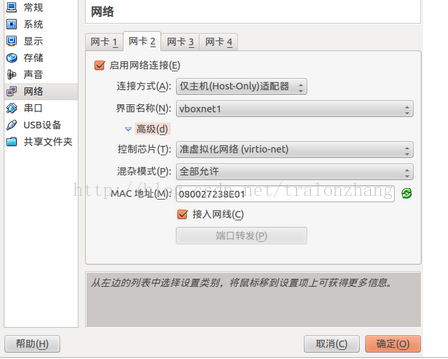 常规
系统
显示
存储
声音
网络
串口
USB设备
共享文件夹
网络
网卡 1 网卡 2 网卡 3 网卡 4
启用网络连接(E)
连接方式(A): 仅主机(Host-Only)适配器
界面名称(N): vboxnet1
高级(d)
控制芯片(T): 准虚拟化网络 (virtio-net)
混杂模式(P): 全部允许
http://blog.csdn.net/tralonzhang
MAC 地址(M): 080027238E01
接入网线(C)
端口转发(P)
从左边的列表中选择设置类别，将鼠标移到设置项上可获得更多信息。
帮助(H) 取消(C) 确定(O)